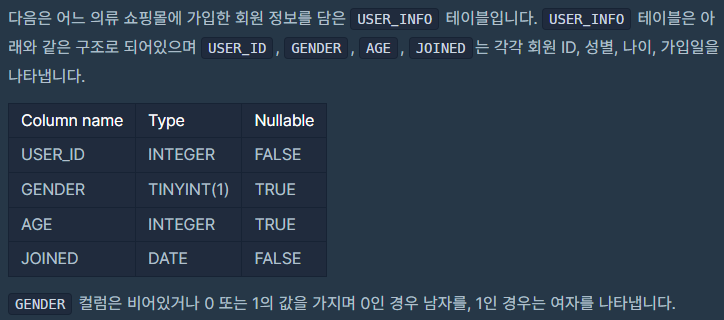 다음은 어느 의류 쇼핑몰에 가입한 회원 정보를 담은 USER_INFO 테이블입니다. USER_INFO 테이블은 아
래와 같은 구조로 되어있으며 USER_ID, GENDER, AGE, JOINED는 각각 회원 ID, 성별, 나이, 가입일을
나타냅니다.
Column name Type Nullable
USER_ID INTEGER FALSE
GENDER TINYINT(1) TRUE
AGE INTEGER TRUE
JOINED DATE FALSE
GENDER 컬럼은 비어있거나 0 또는 1의 값을 가지며 0인 경우 남자를, 1인 경우는 여자를 나타냅니다.